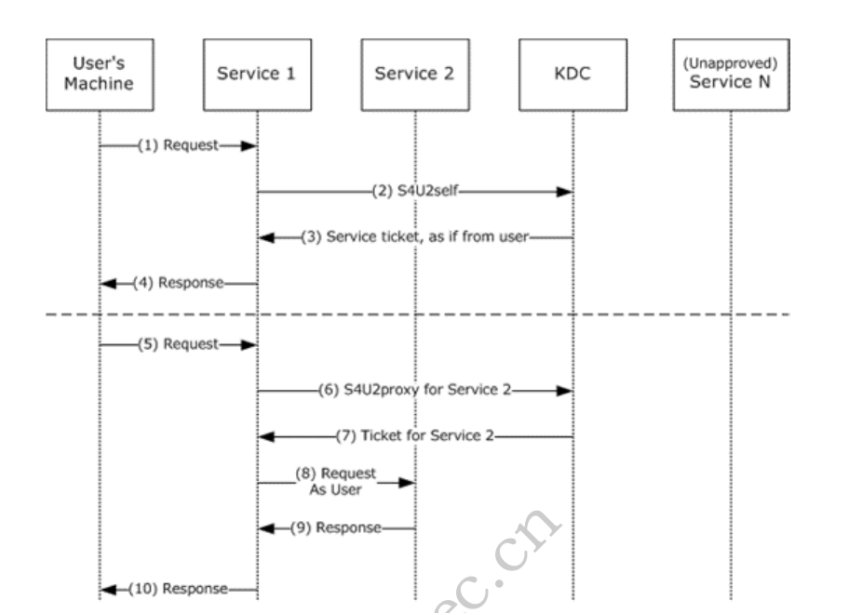 User's
Machine
Service 1
Service 2
KDC
(Unapproved)
Service N
(1) Request
(2) S4U2self
(3) Service ticket, as if from user
(4) Response
(5) Request
(6) S4U2proxy for Service 2
(7) Ticket for Service 2
(8) Request
As User
(9) Response
(10) Response
ec.cn